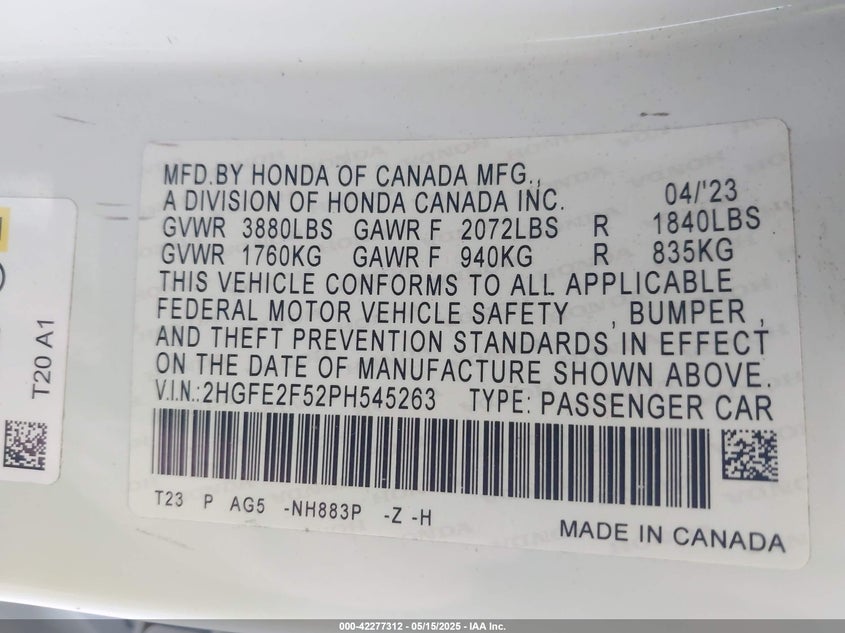 MFD.BY HONDA OF CANADA MFG.,
A DIVISION OF HONDA CANADA INC. 04/'23
GVWR 3880LBS GAWR F 2072LBS R 1840LBS
GVWR 1760KG GAWR F 940KG R 835KG
THIS VEHICLE CONFORMS TO ALL APPLICABLE
FEDERAL MOTOR VEHICLE SAFETY , BUMPER ,
AND THEFT PREVENTION STANDARDS IN EFFECT
ON THE DATE OF MANUFACTURE SHOWN ABOVE.
V.I.N.:2HGFE2F52PH545263 TYPE: PASSENGER CAR
T23 P AG5 -NH883P -Z -H
MADE IN CANADA
T20 A1
000-42277312 — 05/15/2025 - IAA Inc.